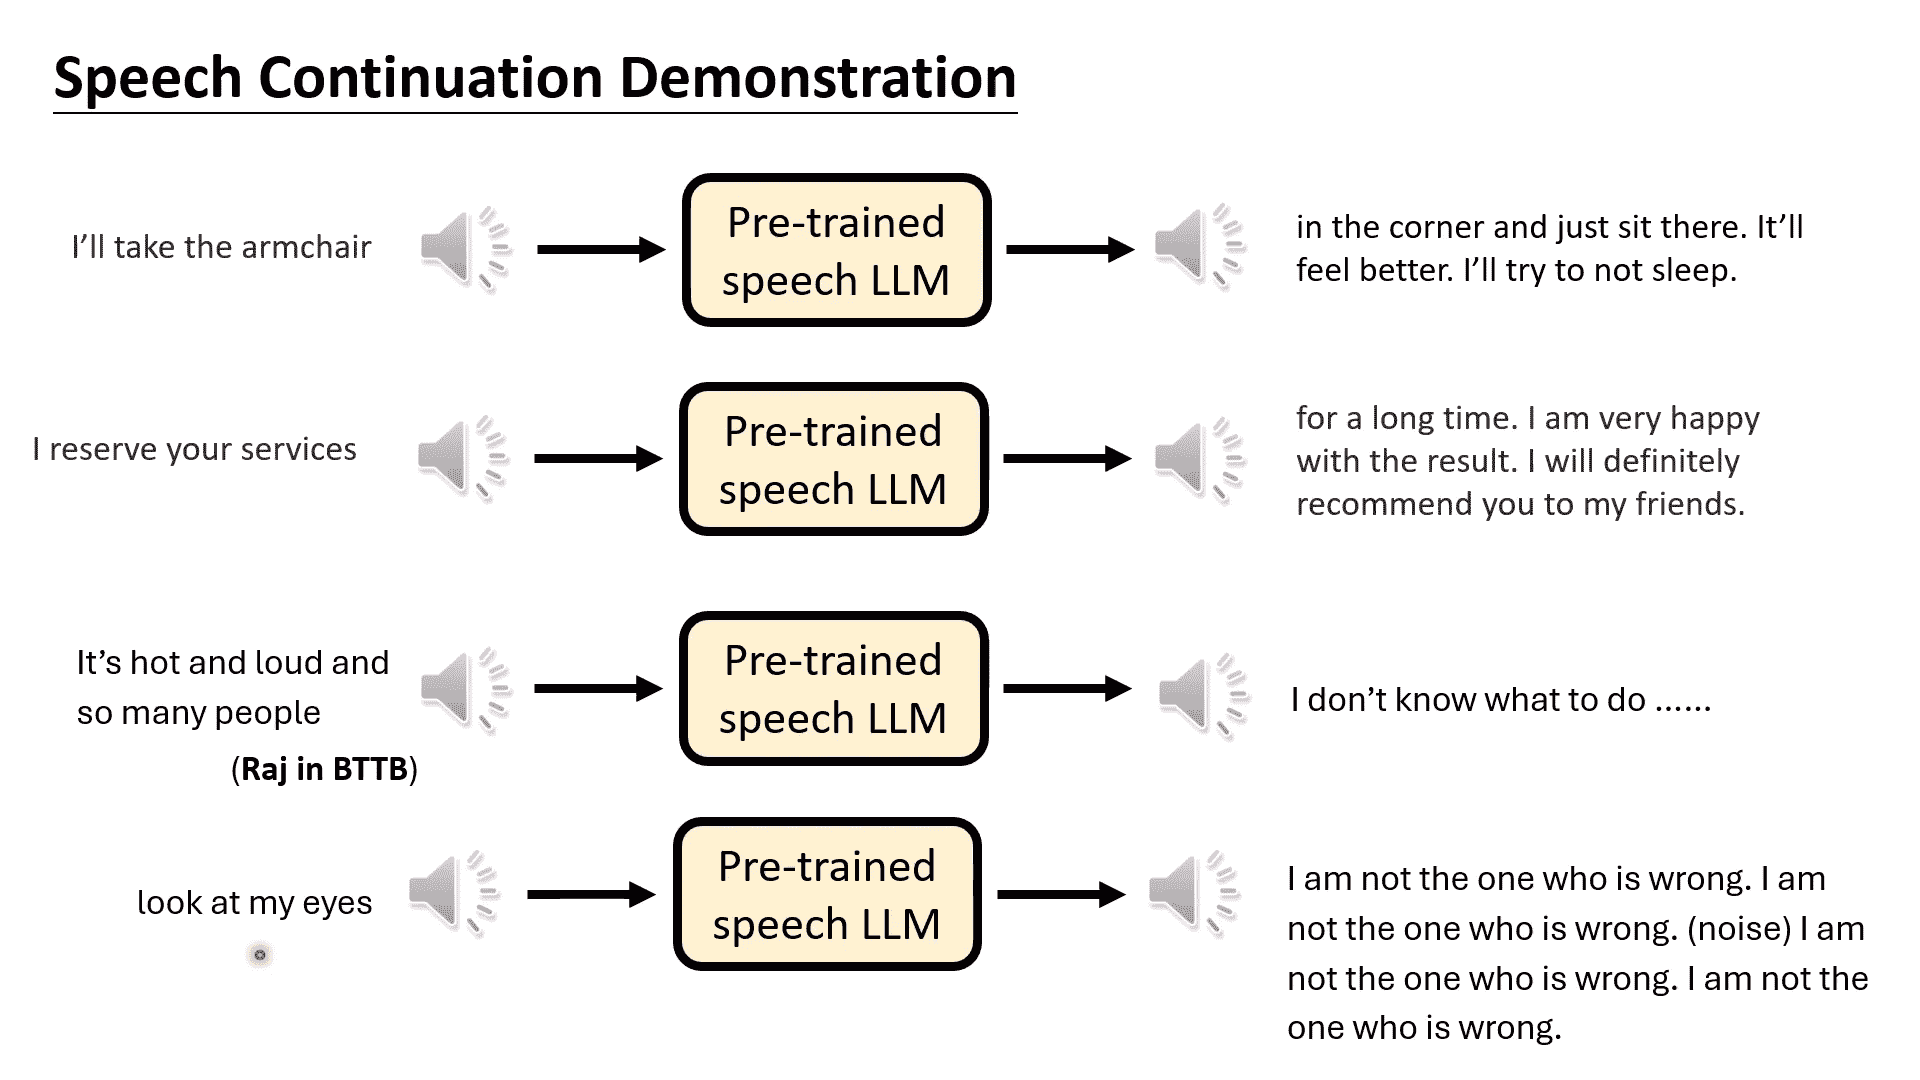 Speech Continuation Demonstration
I’ll take the armchair
Pre-trained
speech LLM
in the corner and just sit there. It’ll
feel better. I’ll try to not sleep.
I reserve your services
Pre-trained
speech LLM
for a long time. I am very happy
with the result. I will definitely
recommend you to my friends.
It’s hot and loud and
so many people
(Raj in BTTB)
Pre-trained
speech LLM
I don’t know what to do ……
look at my eyes
Pre-trained
speech LLM
I am not the one who is wrong. I am
not the one who is wrong. (noise) I am
not the one who is wrong. I am not the
one who is wrong.